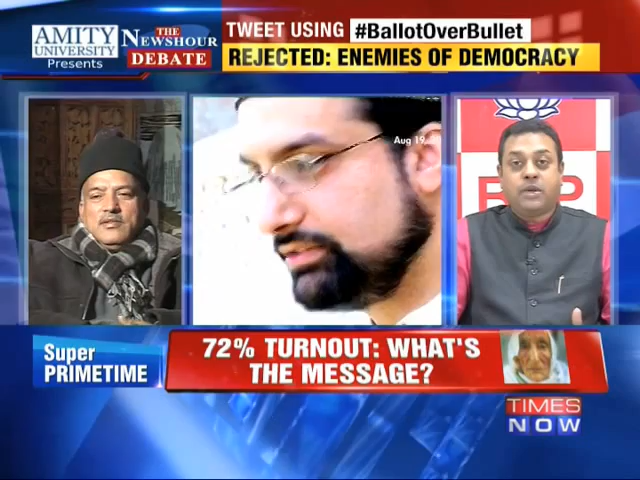 AMITY
UNIVERSITY
Presents
THE
NEWSHOUR
DEBATE
TWEET USING #BallotOverBullet
REJECTED: ENEMIES OF DEMOCRACY
Aug 19
Super
PRIMETIME
72% TURNOUT: WHAT'S
THE MESSAGE?
TIMES
NOW